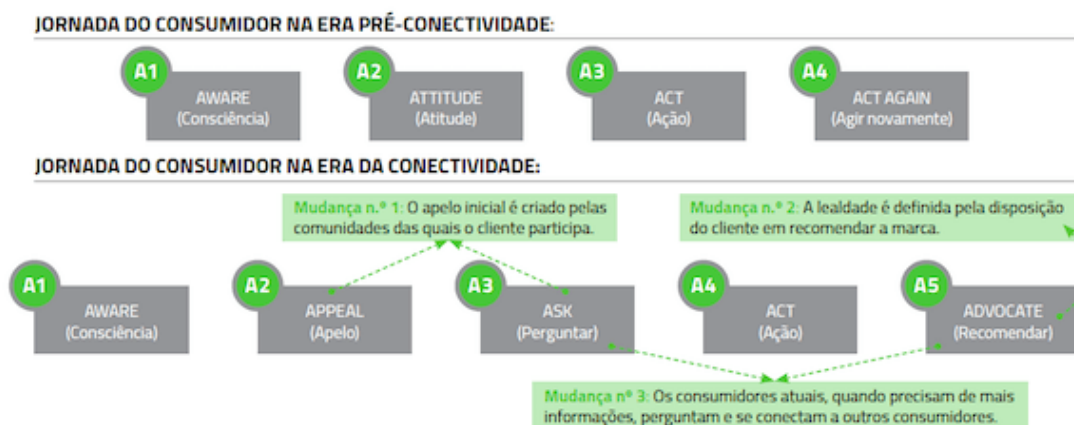 JORNADA DO CONSUMIDOR NA ERA PRÉ-CONECTIVIDADE:
A1
AWARE
(Consciência)
A2
ATTITUDE
(Atitude)
A3
ACT
(Ação)
A4
ACT AGAIN
(Agir novamente)
JORNADA DO CONSUMIDOR NA ERA DA CONECTIVIDADE:
Mudança n.º 1: O apelo inicial é criado pelas
comunidades das quais o cliente participa.
Mudança n.º 2: A lealdade é definida pela disposição
do cliente em recomendar a marca.
A1
AWARE
(Consciência)
A2
APPEAL
(Apelo)
A3
ASK
(Perguntar)
A4
ACT
(Ação)
A5
ADVOCATE
(Recomendar)
Mudança nº 3: Os consumidores atuais, quando precisam de mais
informações, perguntam e se conectam a outros consumidores.